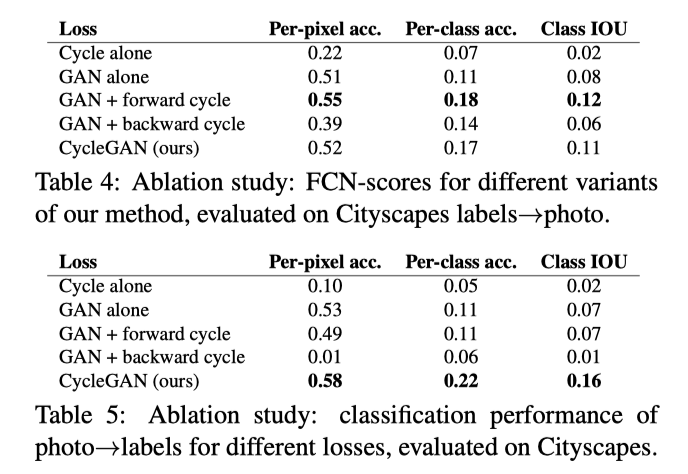 Loss Per-pixel acc. Per-class acc. Class IOU
Cycle alone 0.22 0.07 0.02
GAN alone 0.51 0.11 0.08
GAN + forward cycle 0.55 0.18 0.12
GAN + backward cycle 0.39 0.14 0.06
CycleGAN (ours) 0.52 0.17 0.11
Table 4: Ablation study: FCN-scores for different variants
of our method, evaluated on Cityscapes labels→photo.
Loss Per-pixel acc. Per-class acc. Class IOU
Cycle alone 0.10 0.05 0.02
GAN alone 0.53 0.11 0.07
GAN + forward cycle 0.49 0.11 0.07
GAN + backward cycle 0.01 0.06 0.01
CycleGAN (ours) 0.58 0.22 0.16
Table 5: Ablation study: classification performance of
photo→labels for different losses, evaluated on Cityscapes.